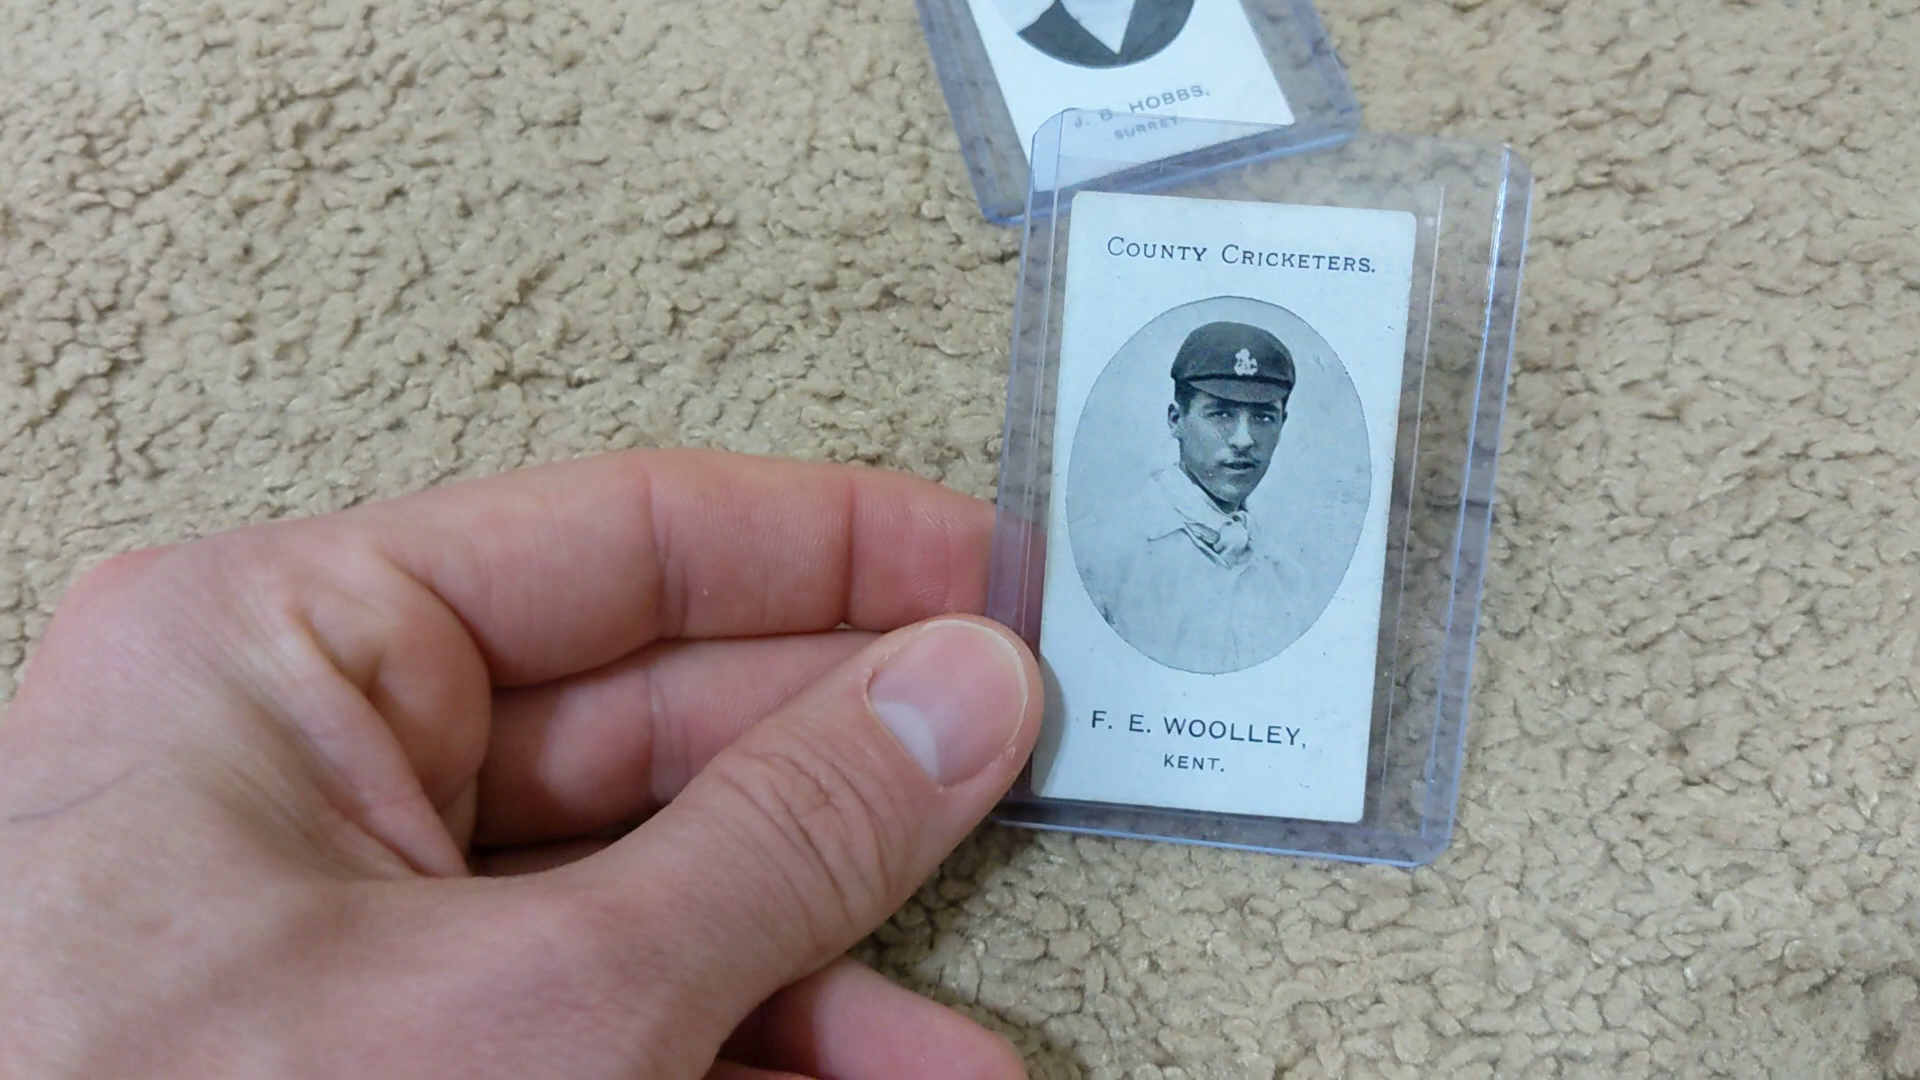 J. B. HOBBS.
SURREY
COUNTY CRICKETERS.
F. E. WOOLLEY,
KENT.